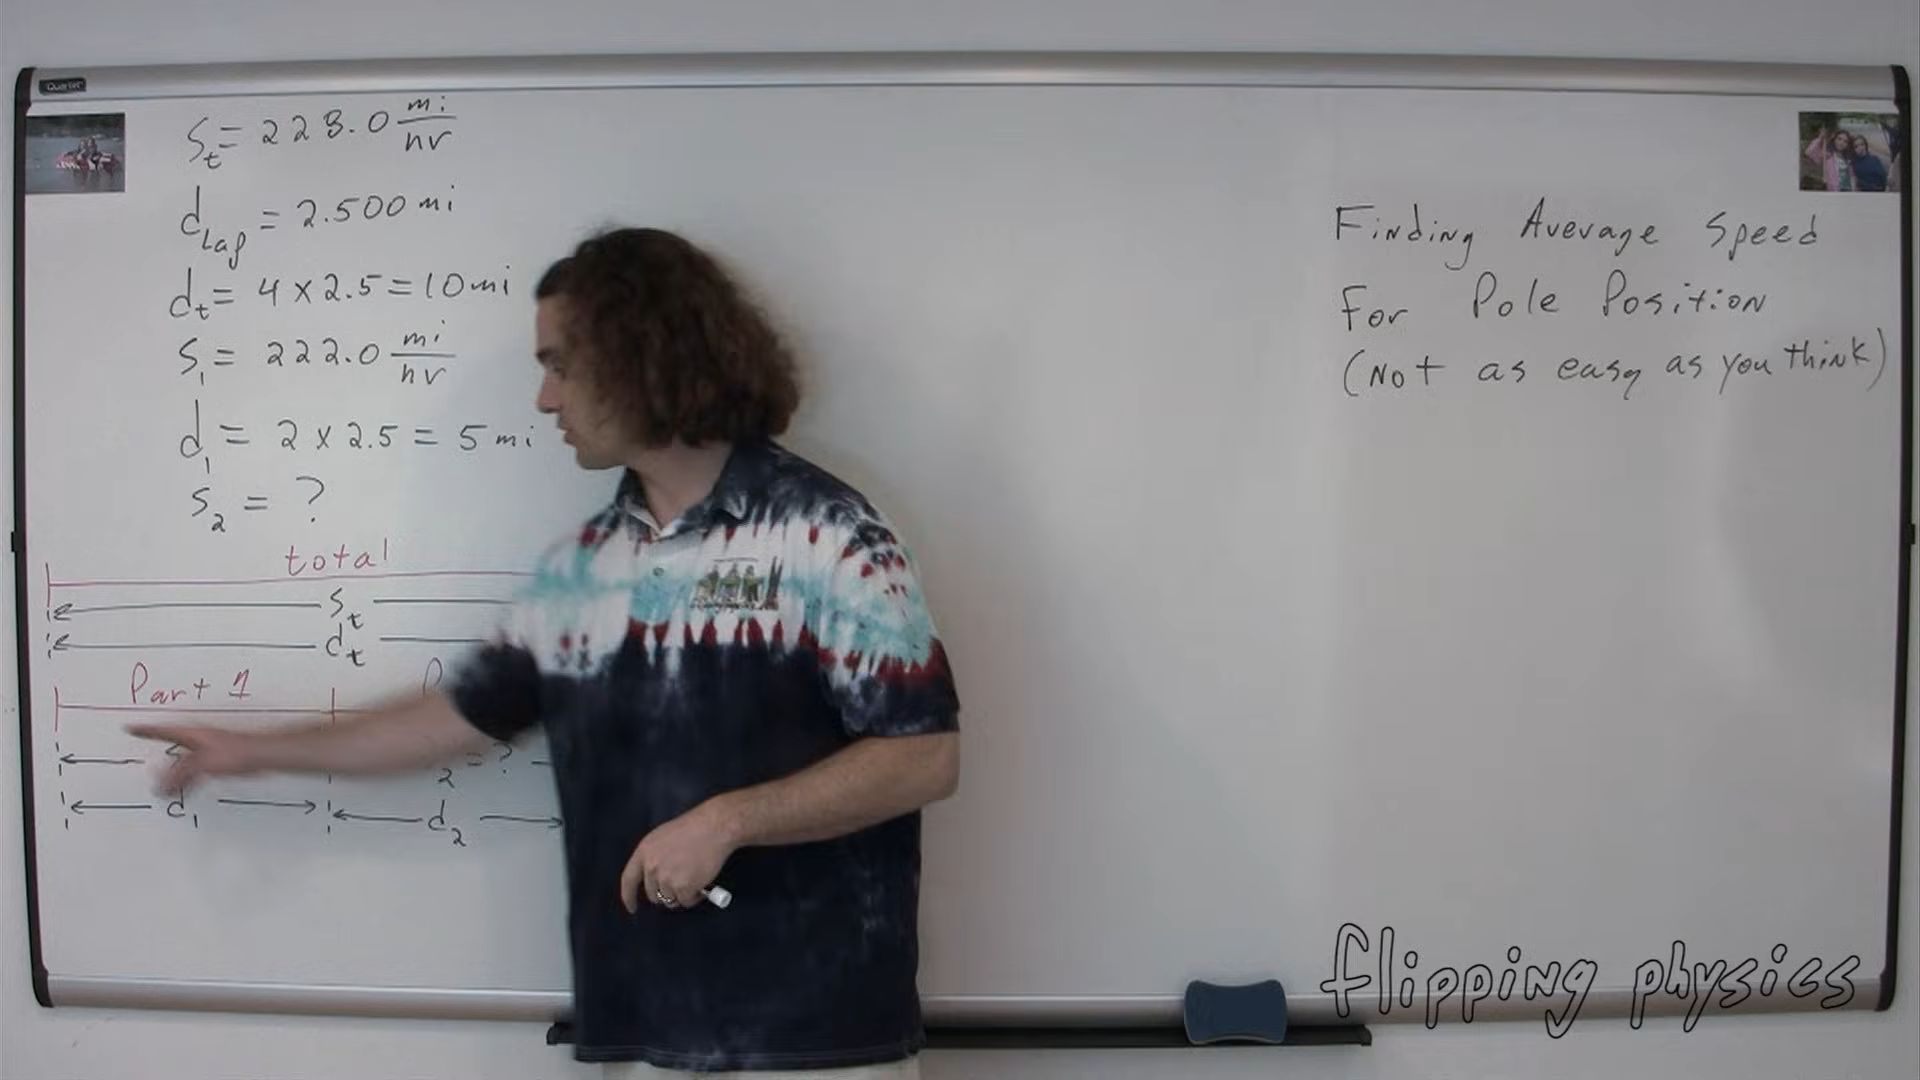 Quartet
S_t = 228.0 mi/hr
d_Lap = 2.500 mi
d_t = 4 × 2.5 = 10 mi
S_1 = 222.0 mi/hr
d_1 = 2 × 2.5 = 5 mi
S_2 = ?
total
S_t
d_t
Part 1
2 = ?
d_1
d_2
Finding Average Speed
For Pole Position
(Not as easy as you think)
flipping physics